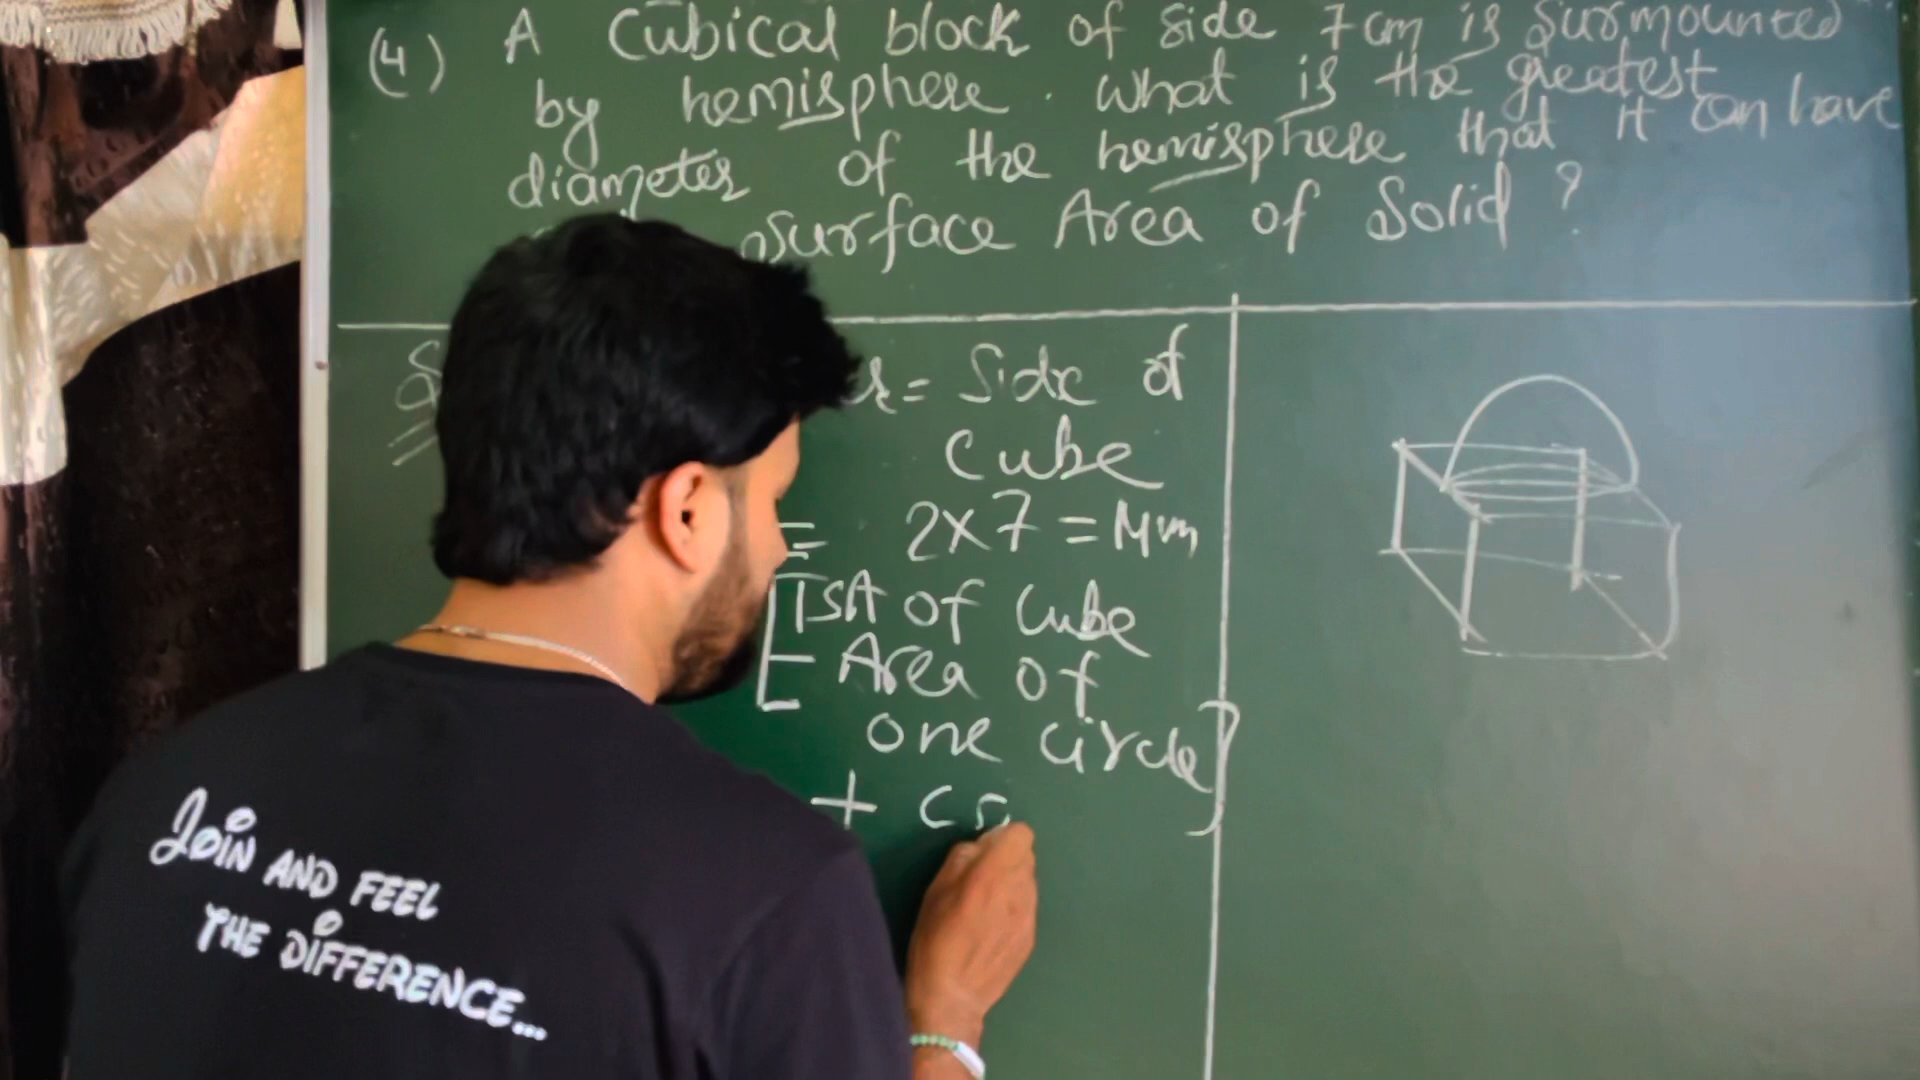 (4) A Cubical block of side 7cm is surmounted
by hemisphere. What is the greatest
diameter of the hemisphere that it can have
surface Area of Solid?
= Side of
Cube
= 2x7 =
[TSA of Cube
- Area of
one circle]
+ CS
JOIN AND FEEL
THE DIFFERENCE...